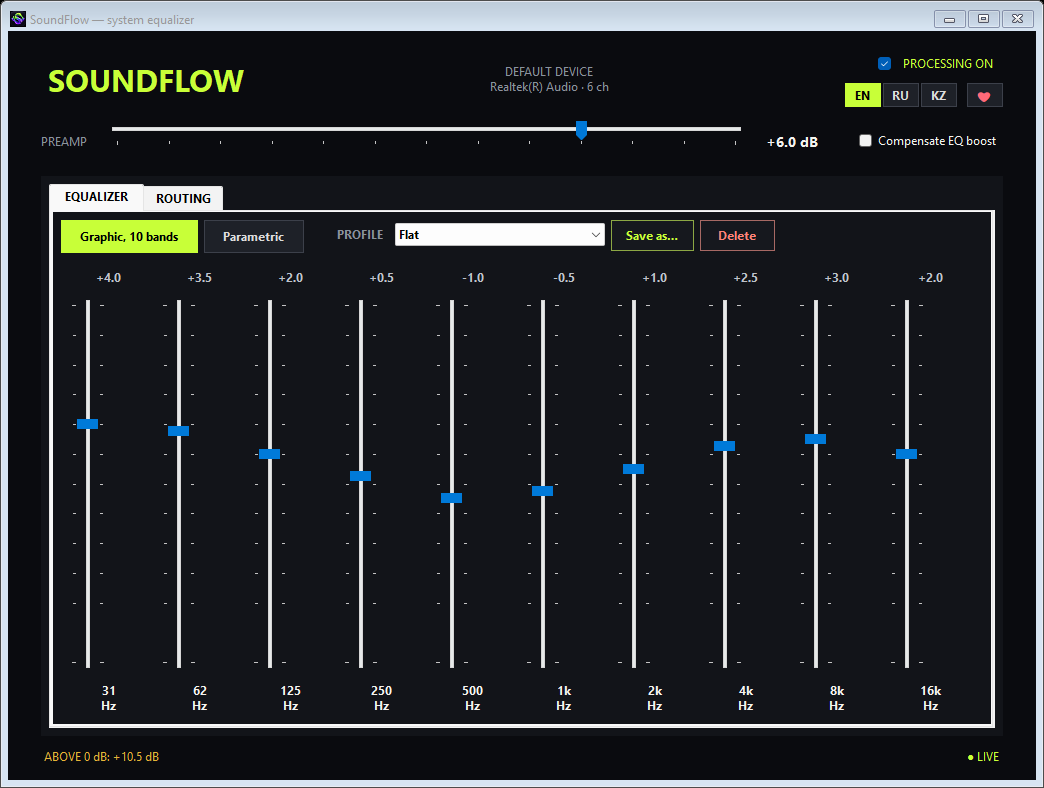 SoundFlow — system equalizer
SOUNDFLOW
DEFAULT DEVICE
Realtek(R) Audio · 6 ch
PROCESSING ON
EN RU KZ
PREAMP
+6.0 dB
Compensate EQ boost
EQUALIZER ROUTING
Graphic, 10 bands Parametric PROFILE Flat Save as... Delete
+4.0 +3.5 +2.0 +0.5 -1.0 -0.5 +1.0 +2.5 +3.0 +2.0
31 62 125 250 500 1k 2k 4k 8k 16k
Hz Hz Hz Hz Hz Hz Hz Hz Hz Hz
ABOVE 0 dB: +10.5 dB
● LIVE